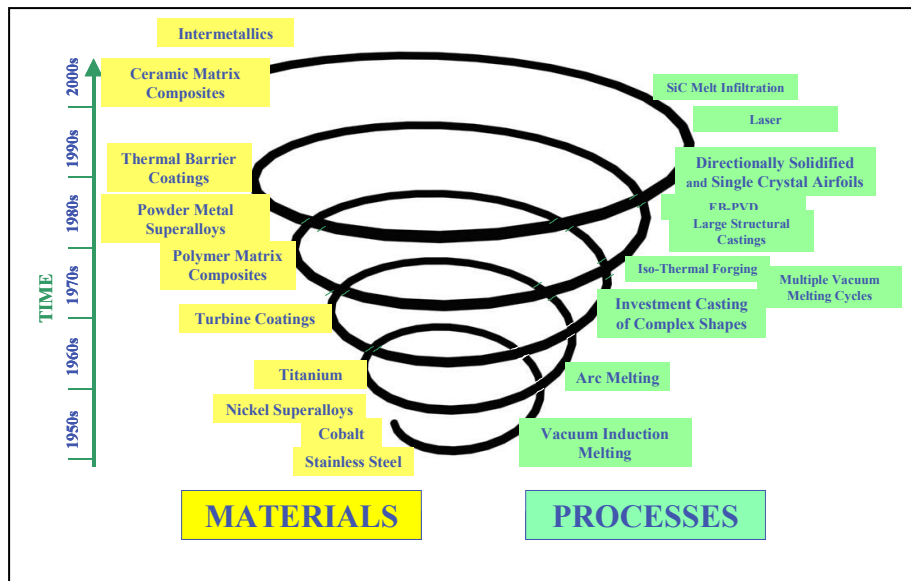 Intermetallics
Ceramic Matrix
Composites
Thermal Barrier
Coatings
Powder Metal
Superalloys
Polymer Matrix
Composites
Turbine Coatings
Titanium
Nickel Superalloys
Cobalt
Stainless Steel
SiC Melt Infiltration
Laser
Directionally Solidified
and Single Crystal Airfoils
EB-PVD
Large Structural
Castings
Iso-Thermal Forging
Multiple Vacuum
Melting Cycles
Investment Casting
of Complex Shapes
Arc Melting
Vacuum Induction
Melting
TIME
2000s
1990s
1980s
1970s
1960s
1950s
MATERIALS
PROCESSES